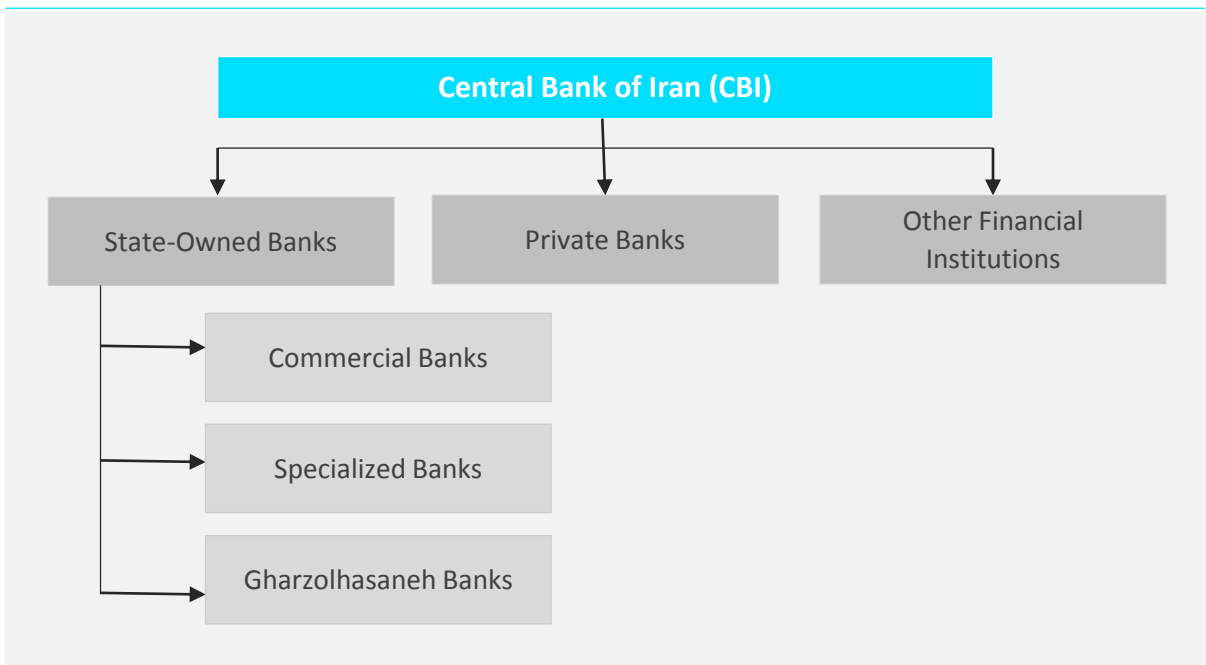 Central Bank of Iran (CBI)
State-Owned Banks
Private Banks
Other Financial
Institutions
Commercial Banks
Specialized Banks
Gharzolhasaneh Banks